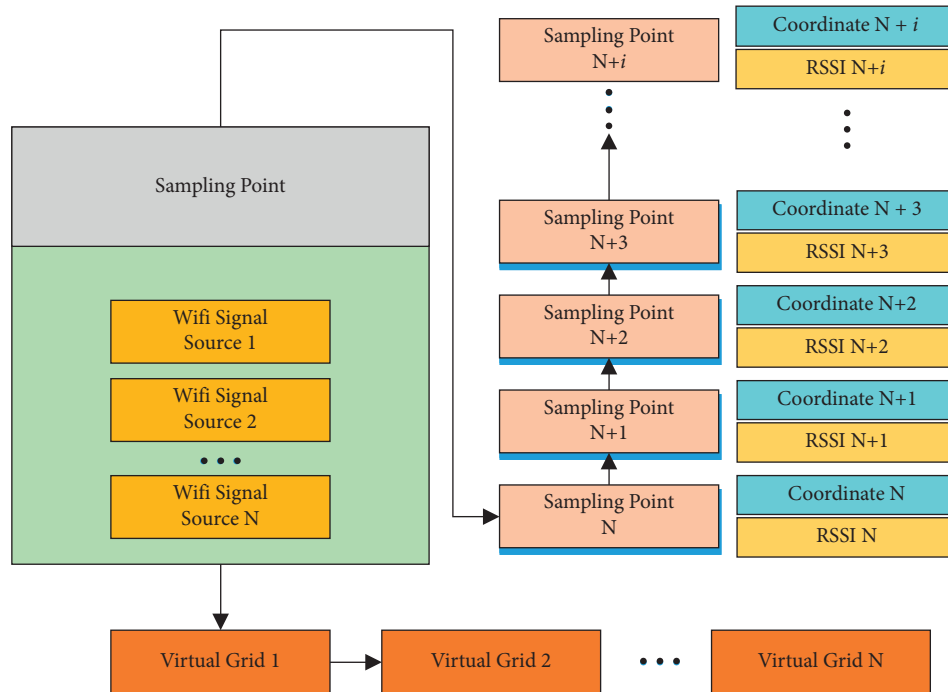 Sampling Point
Wifi Signal
Source 1
Wifi Signal
Source 2
Wifi Signal
Source N
Sampling Point
N+i
Coordinate N + i
RSSI N+i
Sampling Point
N+3
Coordinate N + 3
RSSI N+3
Sampling Point
N+2
Coordinate N+2
RSSI N+2
Sampling Point
N+1
Coordinate N+1
RSSI N+1
Sampling Point
N
Coordinate N
RSSI N
Virtual Grid 1
Virtual Grid 2
Virtual Grid N